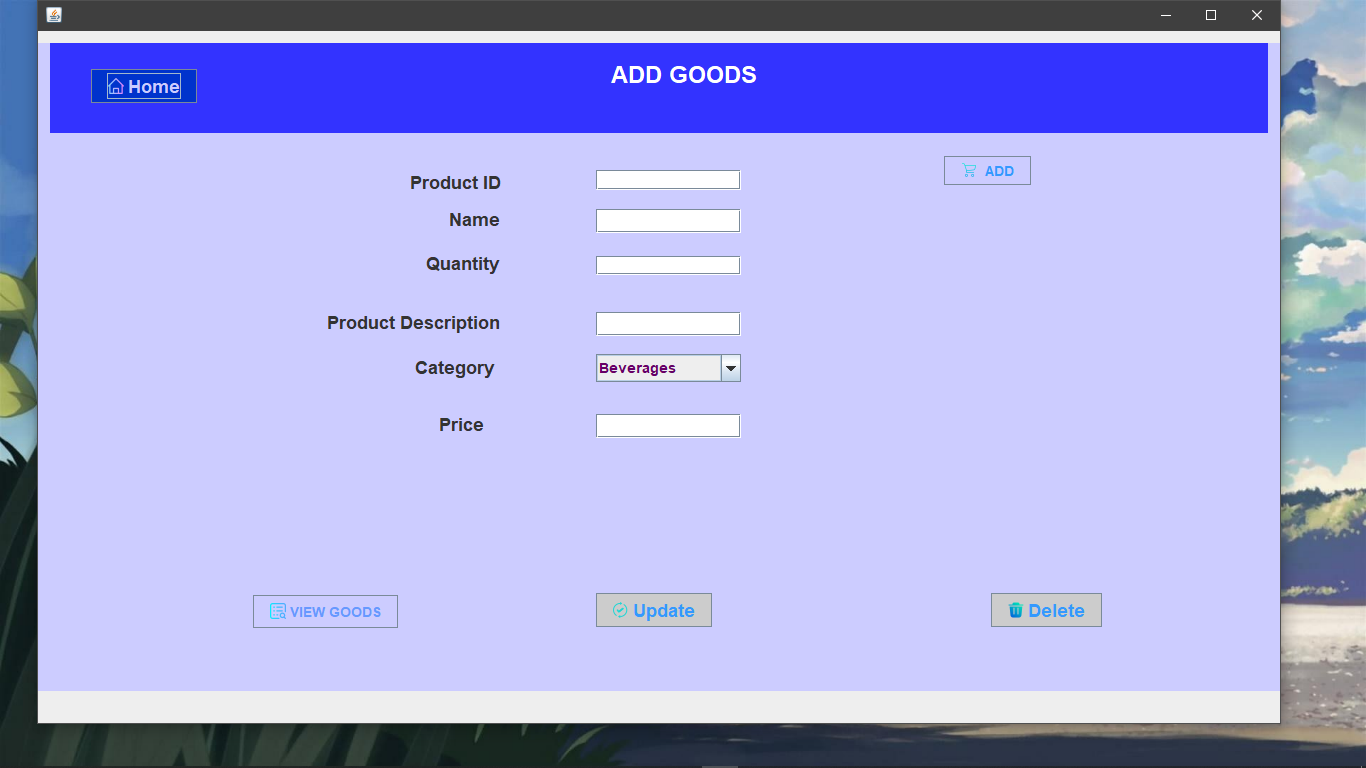 ADD GOODS
Home
ADD
Product ID
Name
Quantity
Product Description
Category
Beverages
Price
VIEW GOODS
Update
Delete